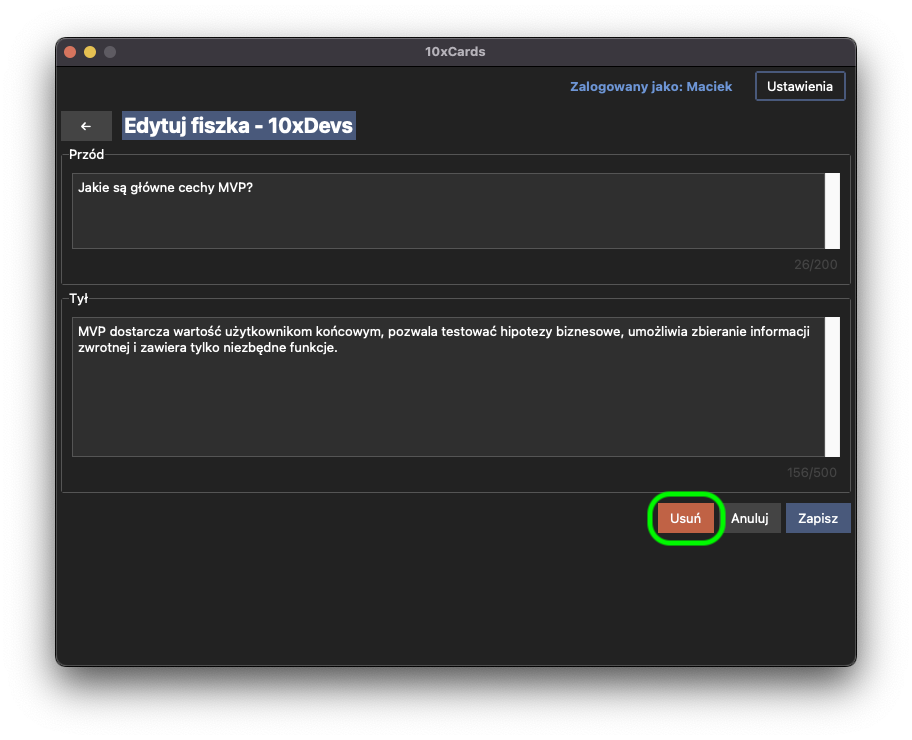 10xCards
Zalogowany jako: Maciek
Ustawienia
← Edytuj fiszka - 10xDevs
Przód
Jakie są główne cechy MVP?
26/200
Tył
MVP dostarcza wartość użytkownikom końcowym, pozwala testować hipotezy biznesowe, umożliwia zbieranie informacji
zwrotnej i zawiera tylko niezbędne funkcje.
156/500
Usuń
Anuluj
Zapisz